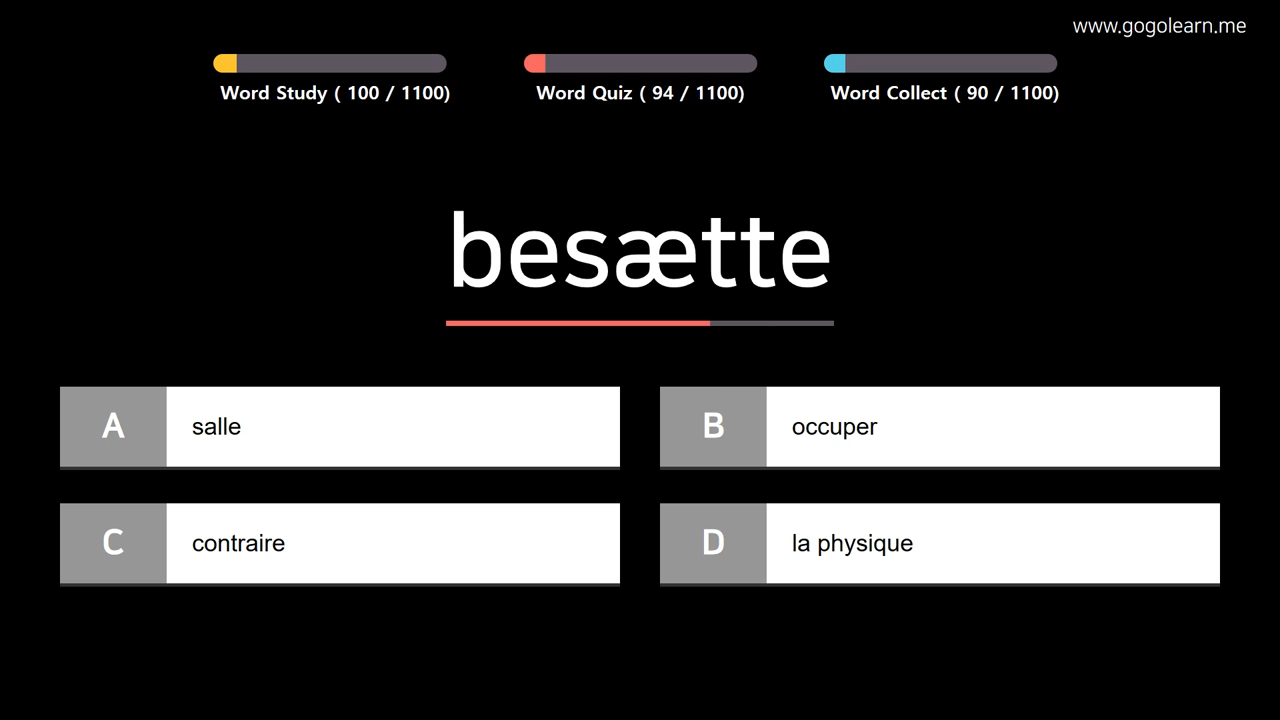 www.gogolearn.me
Word Study ( 100 / 1100)
Word Quiz ( 94 / 1100)
Word Collect ( 90 / 1100)
besætte
A
salle
B
occuper
C
contraire
D
la physique